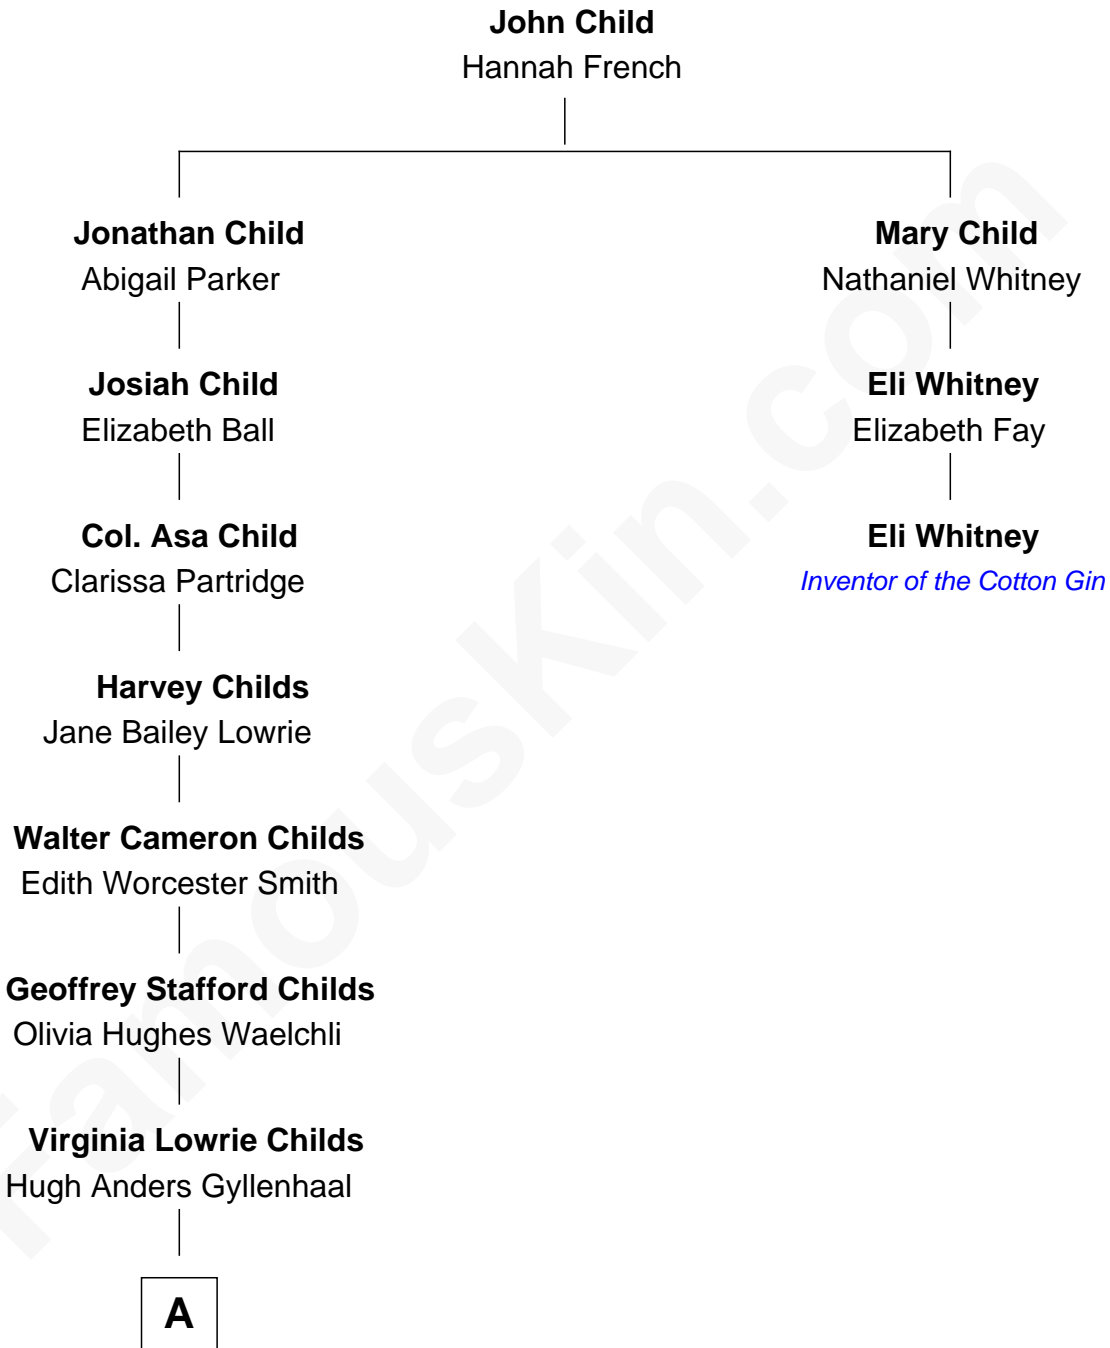 John Child
Hannah French
Jonathan Child
Abigail Parker
Mary Child
Nathaniel Whitney
Josiah Child
Elizabeth Ball
Eli Whitney
Elizabeth Fay
Col. Asa Child
Clarissa Partridge
Eli Whitney
Inventor of the Cotton Gin
Harvey Childs
Jane Bailey Lowrie
Walter Cameron Childs
Edith Worcester Smith
Geoffrey Stafford Childs
Olivia Hughes Waelchli
Virginia Lowrie Childs
Hugh Anders Gyllenhaal
A
FamousKin.com